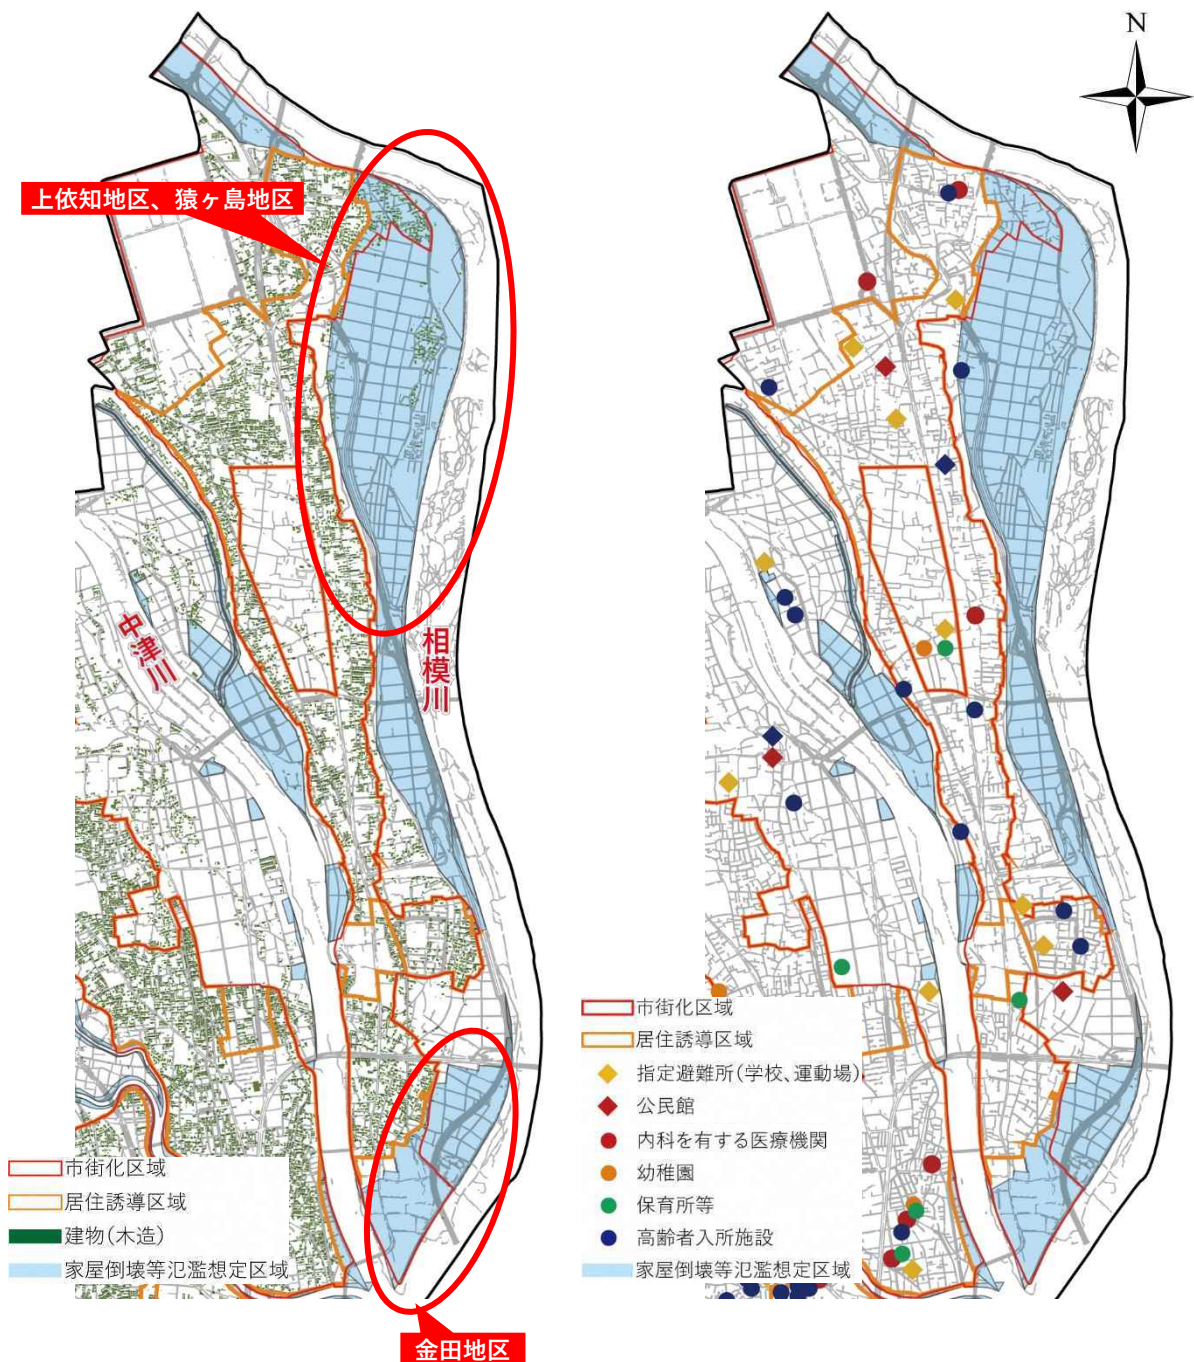 N
上依知地区、猿ヶ島地区
中津川
相模川
市街化区域
居住誘導区域
建物(木造)
家屋倒壊等氾濫想定区域
金田地区
市街化区域
居住誘導区域
指定避難所(学校、運動場)
公民館
内科を有する医療機関
幼稚園
保育所等
高齢者入所施設
家屋倒壊等氾濫想定区域